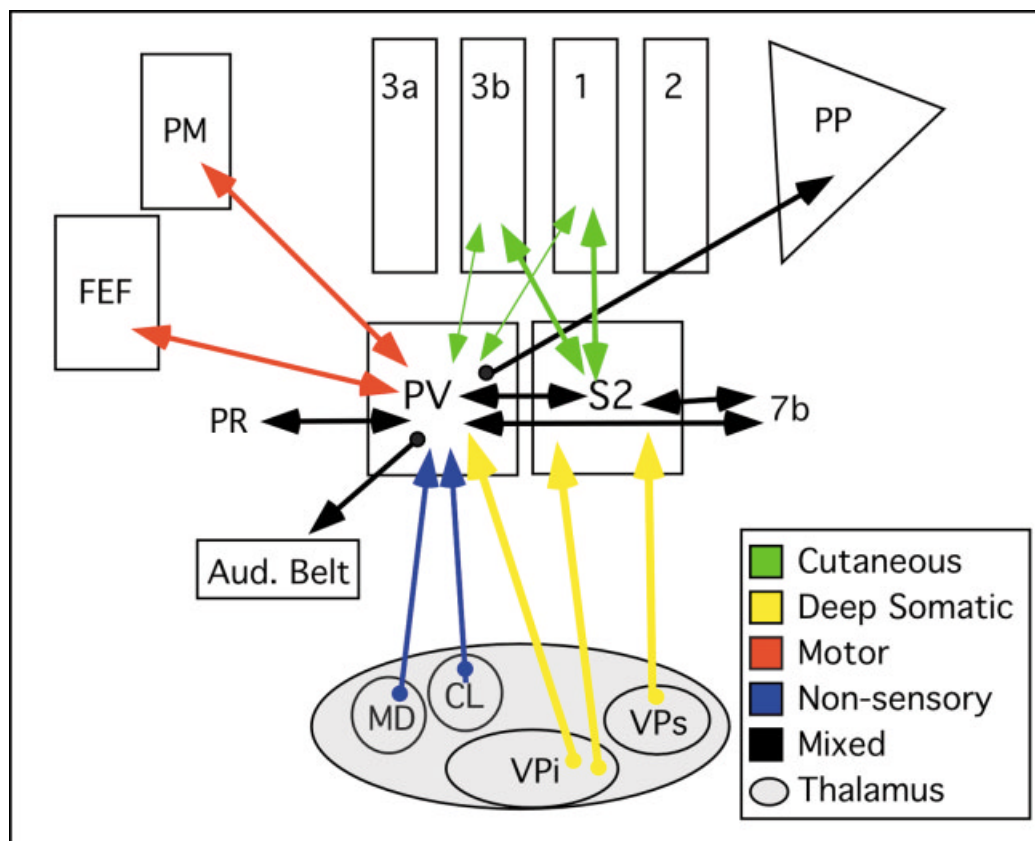 3a
3b
1
2
PM
PP
FEF
PV
S2
PR
7b
Aud. Belt
MD
CL
VPi
VPs
Cutaneous
Deep Somatic
Motor
Non-sensory
Mixed
Thalamus